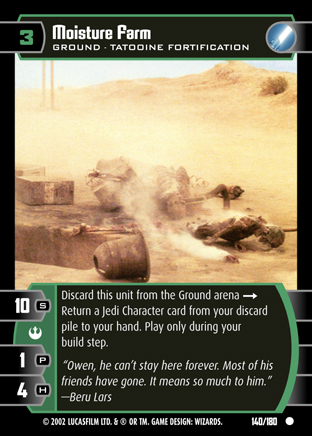 3
Moisture Farm
GROUND · TATOOINE FORTIFICATION
10 S
Discard this unit from the Ground arena →
Return a Jedi Character card from your discard
pile to your hand. Play only during your
build step.
1 P
4 H
“Owen, he can't stay here forever. Most of his
friends have gone. It means so much to him.”
—Beru Lars
© 2002 LUCASFILM LTD. & ® OR TM. GAME DESIGN: WIZARDS.
140/180